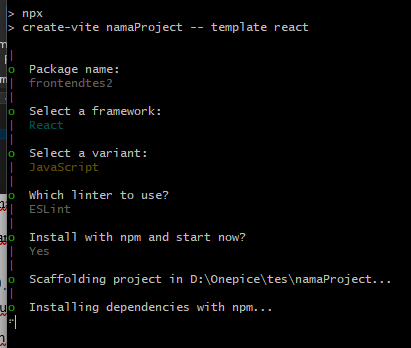 > npx
> create-vite namaProject -- template react
o Package name:
frontendtes2
o Select a framework:
React
o Select a variant:
JavaScript
o Which linter to use?
ESLint
o Install with npm and start now?
Yes
o Scaffolding project in D:\Onepice\tes\namaProject...
o Installing dependencies with npm...